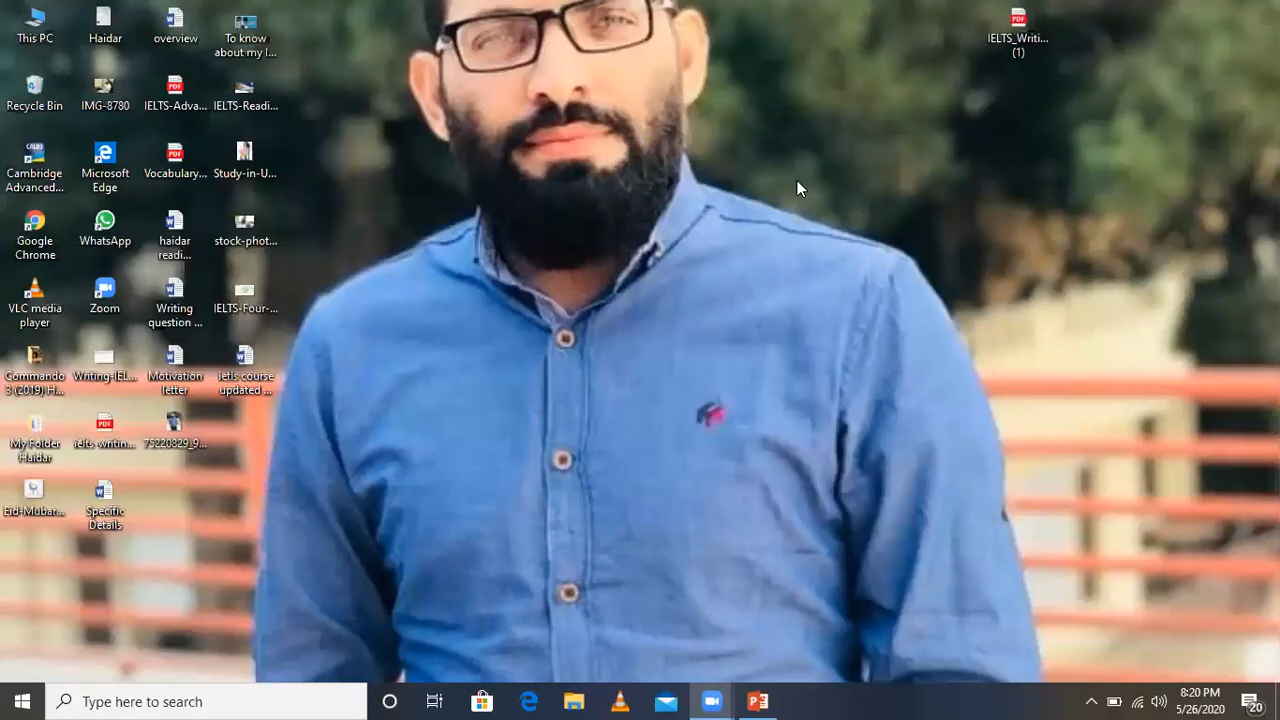 This PC
Haidar
overview
To know
about my l...
IELTS_Writi...
(1)
Recycle Bin
IMG-8780
IELTS-Adva...
IELTS-Readi...
Cambridge
Advanced...
Microsoft
Edge
Vocabulary...
Study-in-U...
Google
Chrome
WhatsApp
haidar
readi...
stock-phot...
VLC media
player
Zoom
Writing
question ...
IELTS-Four-...
Commando
3 (2019) H...
Writing-IEL...
Motivation
letter
ietls course
updated ...
My Folder
Haidar
ielts-writin...
75220829_9...
Eid-Mubar...
Specific
Details
Type here to search
8:20 PM
5/26/2020
20